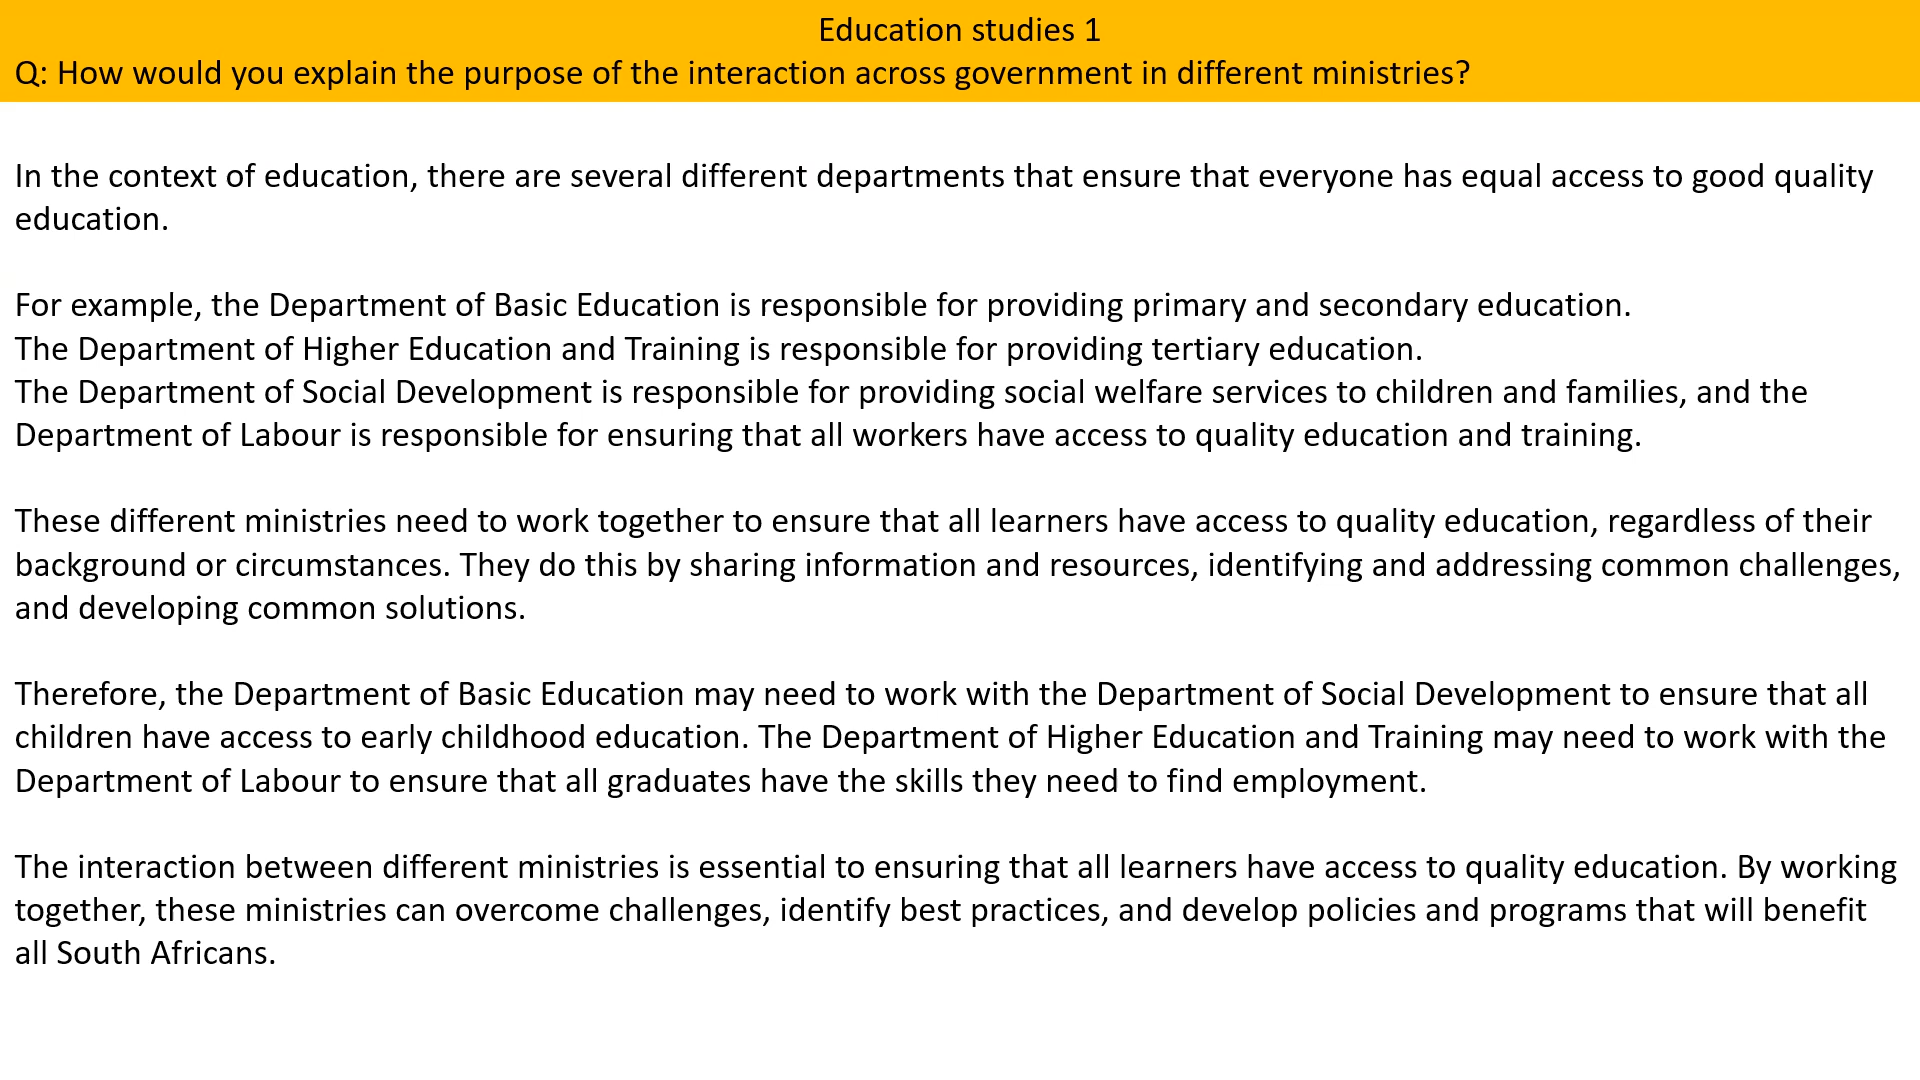 Education studies 1
Q: How would you explain the purpose of the interaction across government in different ministries?
In the context of education, there are several different departments that ensure that everyone has equal access to good quality
education.
For example, the Department of Basic Education is responsible for providing primary and secondary education.
The Department of Higher Education and Training is responsible for providing tertiary education.
The Department of Social Development is responsible for providing social welfare services to children and families, and the
Department of Labour is responsible for ensuring that all workers have access to quality education and training.
These different ministries need to work together to ensure that all learners have access to quality education, regardless of their
background or circumstances. They do this by sharing information and resources, identifying and addressing common challenges,
and developing common solutions.
Therefore, the Department of Basic Education may need to work with the Department of Social Development to ensure that all
children have access to early childhood education. The Department of Higher Education and Training may need to work with the
Department of Labour to ensure that all graduates have the skills they need to find employment.
The interaction between different ministries is essential to ensuring that all learners have access to quality education. By working
together, these ministries can overcome challenges, identify best practices, and develop policies and programs that will benefit
all South Africans.